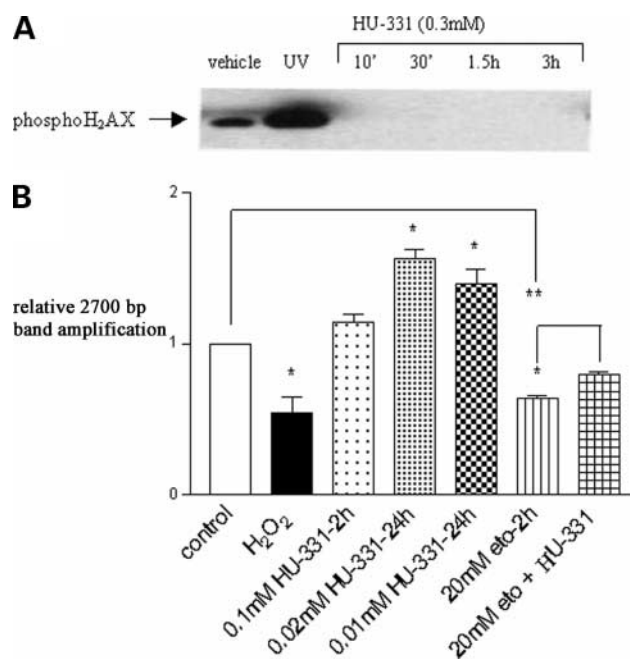 A
HU-331 (0.3mM)
vehicle UV 10' 30' 1.5h 3h
phosphoH₂AX
B
2
relative 2700 bp
band amplification
1
0
* * * ** *
control
H₂O₂
0.1mM HU-331-2h
0.02mM HU-331-24h
0.01mM HU-331-24h
20mM eto-2h
20mM eto + HU-331